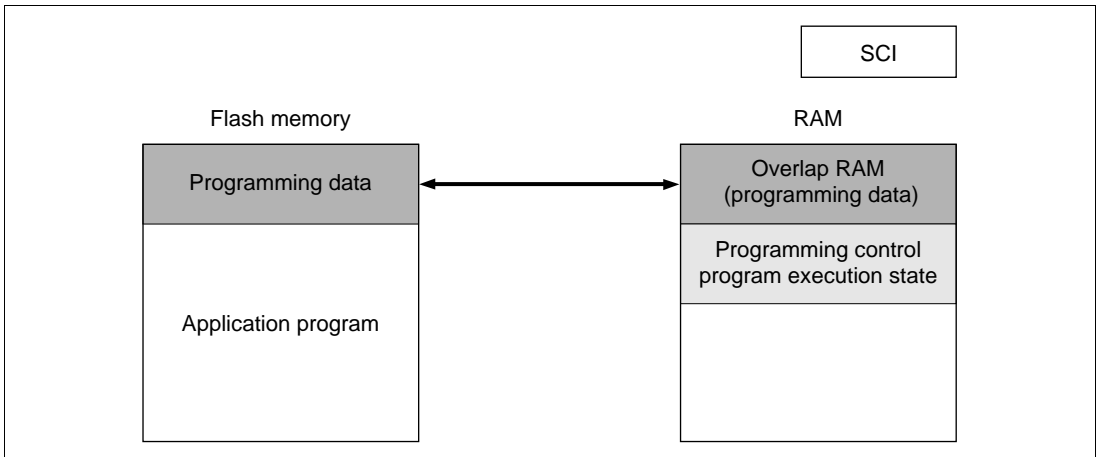 SCI
Flash memory
RAM
Programming data
Overlap RAM
(programming data)
Programming control
program execution state
Application program